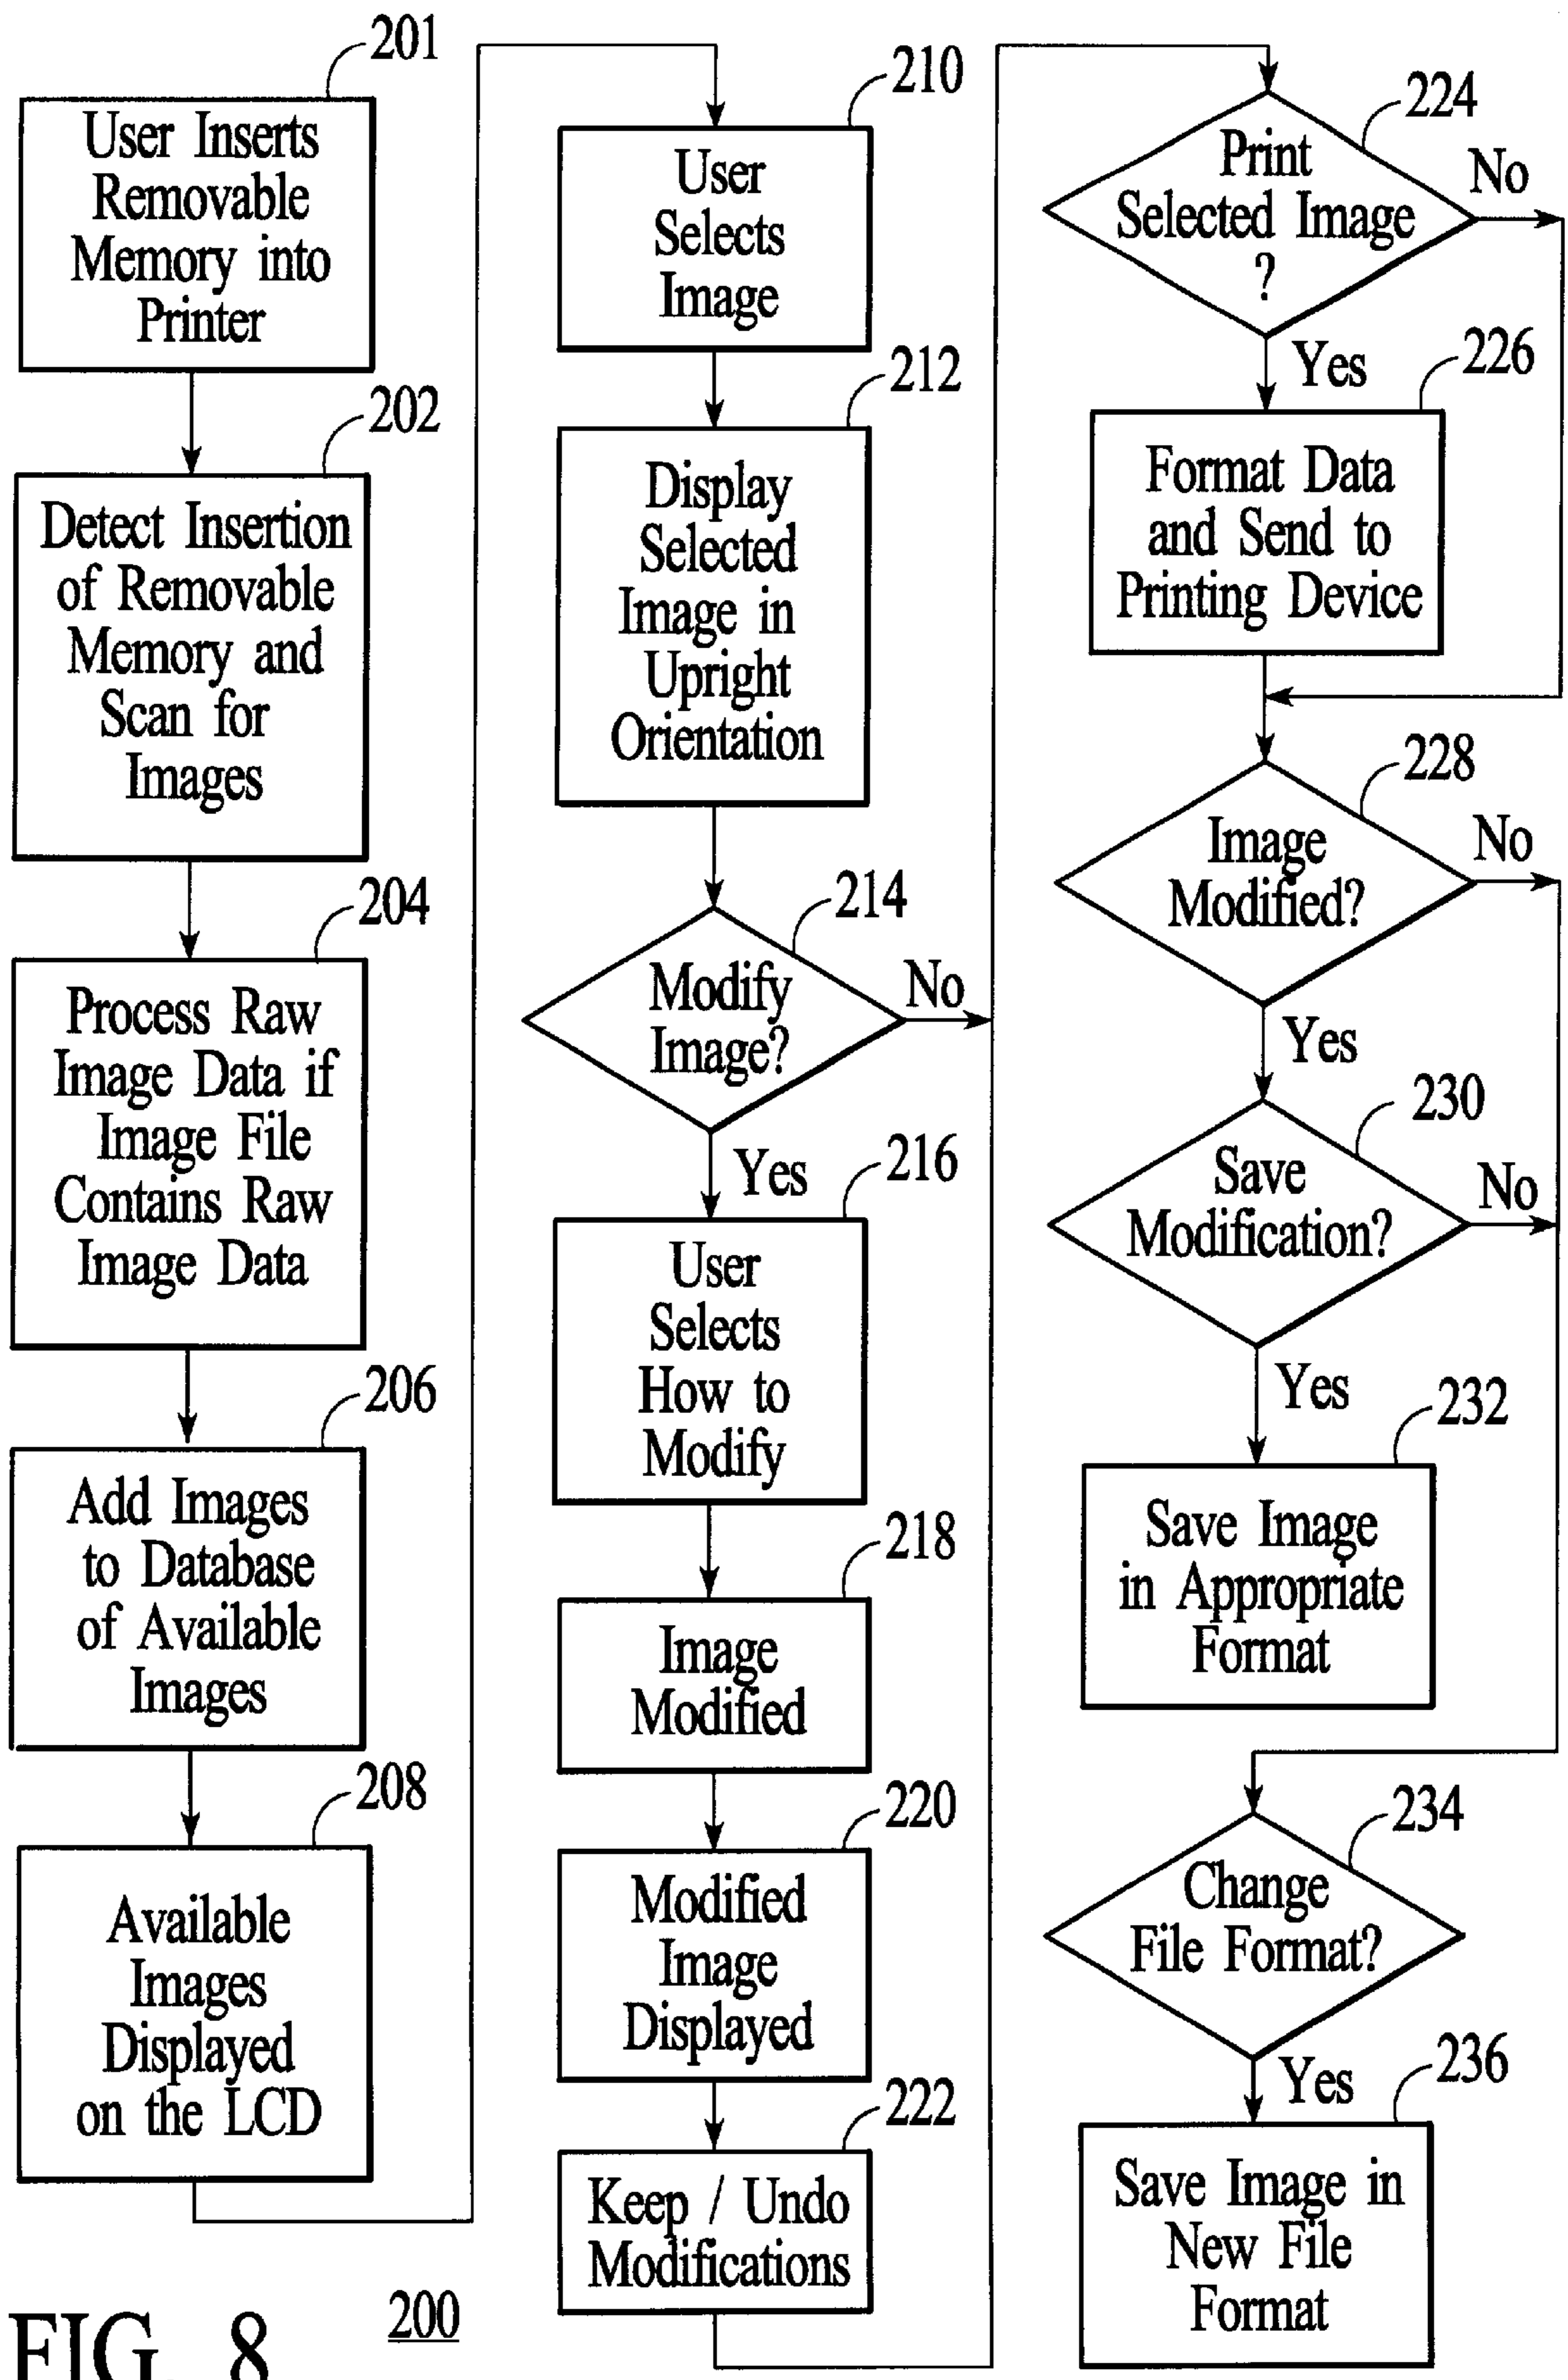 201
User Inserts
Removable
Memory into
Printer
202
Detect Insertion
of Removable
Memory and
Scan for
Images
204
Process Raw
Image Data if
Image File
Contains Raw
Image Data
206
Add Images
to Database
of Available
Images
208
Available
Images
Displayed
on the LCD
210
User
Selects
Image
212
Display
Selected
Image in
Upright
Orientation
214
Modify
Image?
No
Yes
216
User
Selects
How to
Modify
218
Image
Modified
220
Modified
Image
Displayed
222
Keep / Undo
Modifications
224
Print
Selected Image
?
No
Yes
226
Format Data
and Send to
Printing Device
228
Image
Modified?
No
Yes
230
Save
Modification?
No
Yes
232
Save Image
in Appropriate
Format
234
Change
File Format?
Yes
236
Save Image in
New File
Format
FIG. 8
200